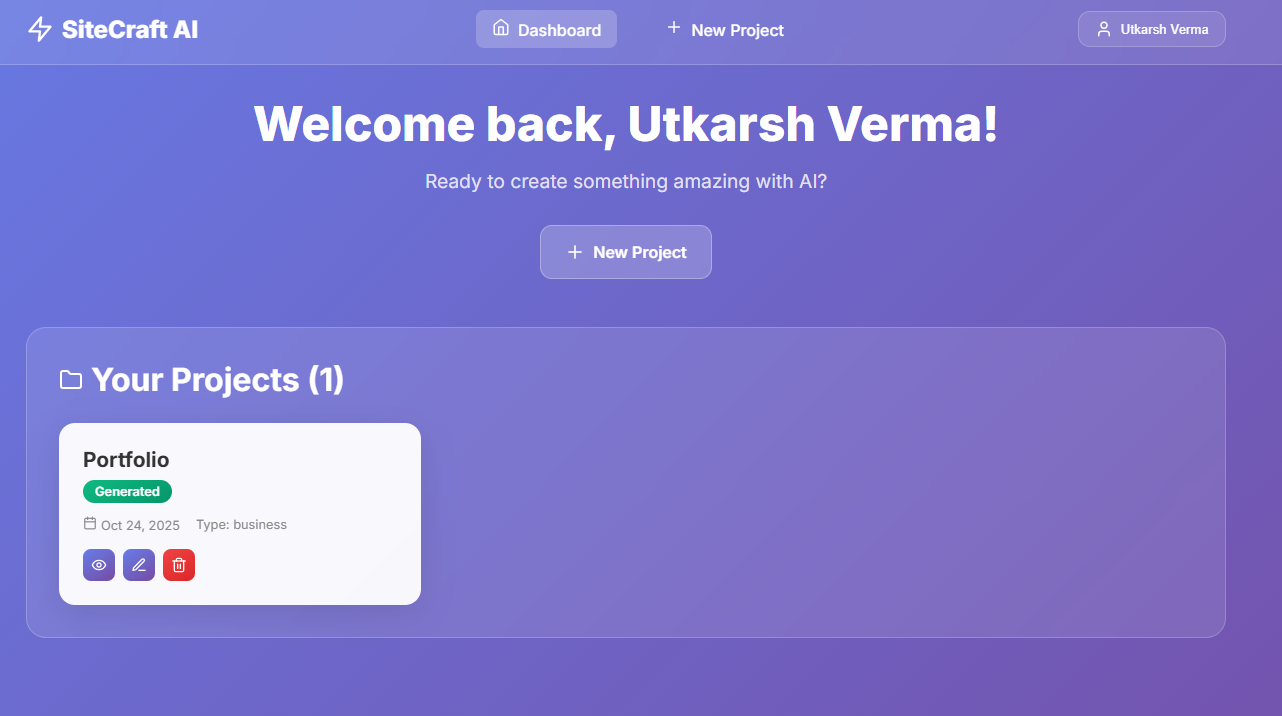 SiteCraft AI
Dashboard
New Project
Utkarsh Verma
Welcome back, Utkarsh Verma!
Ready to create something amazing with AI?
New Project
Your Projects (1)
Portfolio
Generated
Oct 24, 2025 Type: business